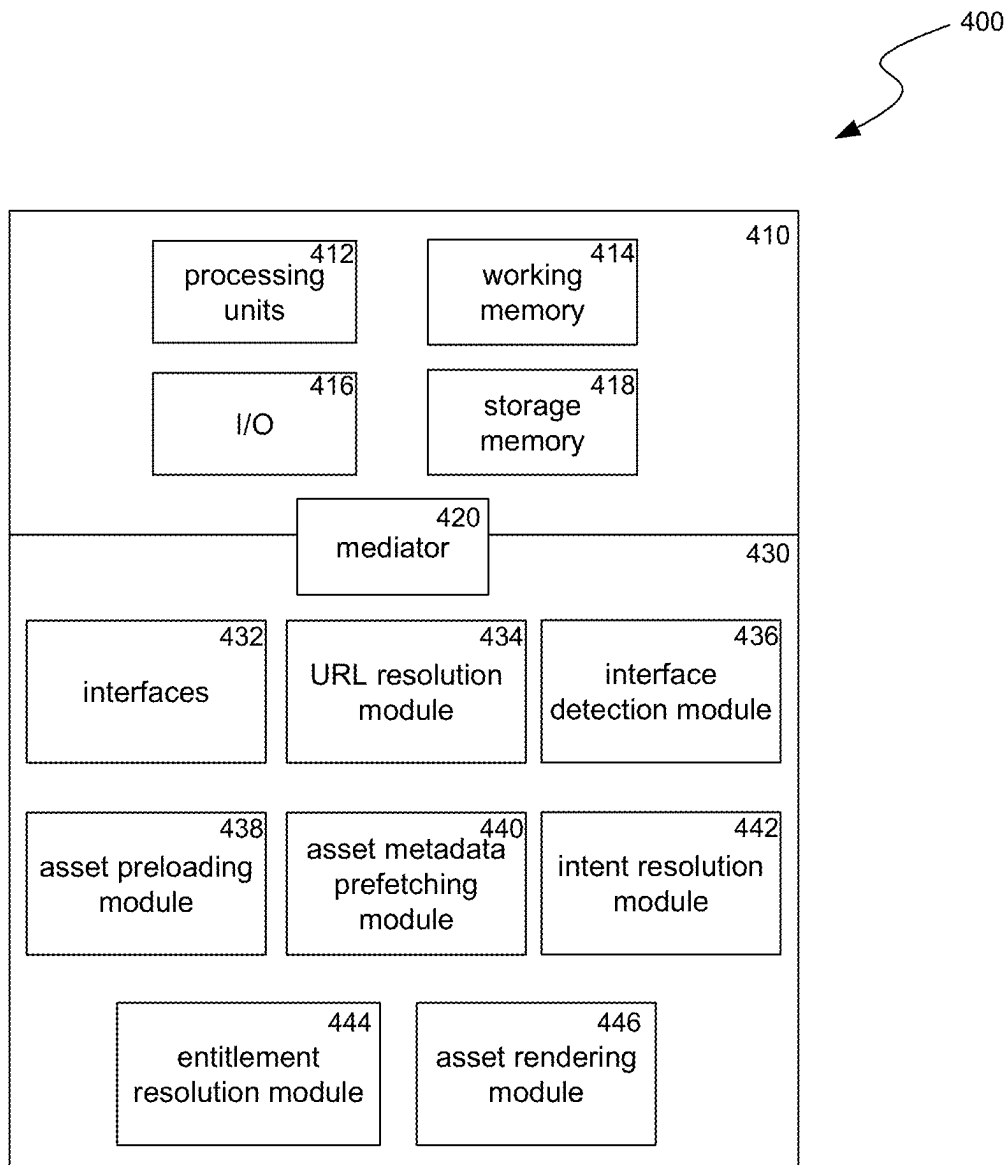 400
410
412
processing
units
414
working
memory
416
I/O
418
storage
memory
420
mediator
430
432
interfaces
434
URL resolution
module
436
interface
detection module
438
asset preloading
module
440
asset metadata
prefetching
module
442
intent resolution
module
444
entitlement
resolution module
446
asset rendering
module